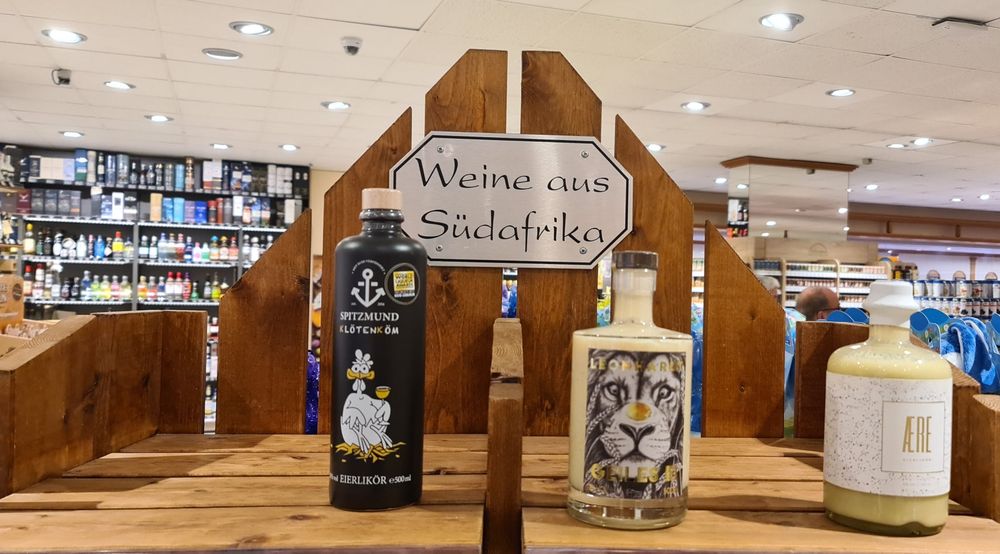 Weine aus
Südafrika
SPITZMUND
KLÖTENKÖM
EIERLIKÖR ℮500ml
LEONHARDT
ÆRE
EIERLIKÖR